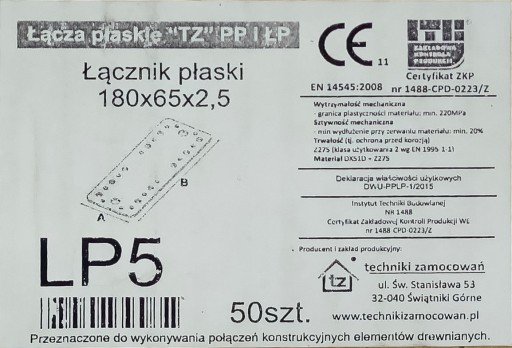 Łącza płaskie "TZ" PP i ŁP
Łącznik płaski
180x65x2,5
A
B
LP5
50szt.
CE
11
EN 14545:2008
ZAKŁADOWA
KONTROLA
PRODUKCJI
Certyfikat ZKP
nr 1488-CPD-0223/Z
Wytrzymałość mechaniczna
- granica plastyczności materiału: min. 220MPa
Sztywność mechaniczna
- min wydłużenie przy zerwaniu materiału: min. 20%
Trwałość (tj. ochrona przed korozją)
Z275 (klasa użytkowania 2 wg EN 1995-1-1)
Materiał DX51D + Z275
Deklaracja właściwości użytkowych
DWU-PPLP-1/2015
Instytut Techniki Budowlanej
NR 1488
Certyfikat Zakładowej Kontroli Produkcji WE
nr 1488 CPD-0223/Z
Producent i zakład produkcyjny:
tz
techniki zamocowań
ul. Św. Stanisława 53
32-040 Świątniki Górne
www.technikizamocowan.pl
Przeznaczone do wykonywania połączeń konstrukcyjnych elementów drewnianych.